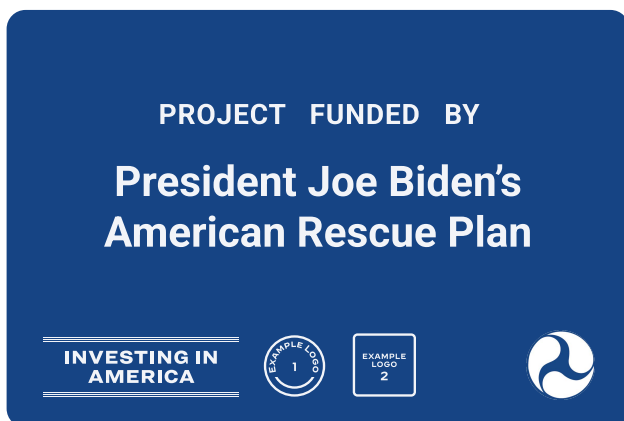 PROJECT FUNDED BY
President Joe Biden’s
American Rescue Plan
INVESTING IN
AMERICA
EXAMPLE LOGO
1
EXAMPLE
LOGO
2